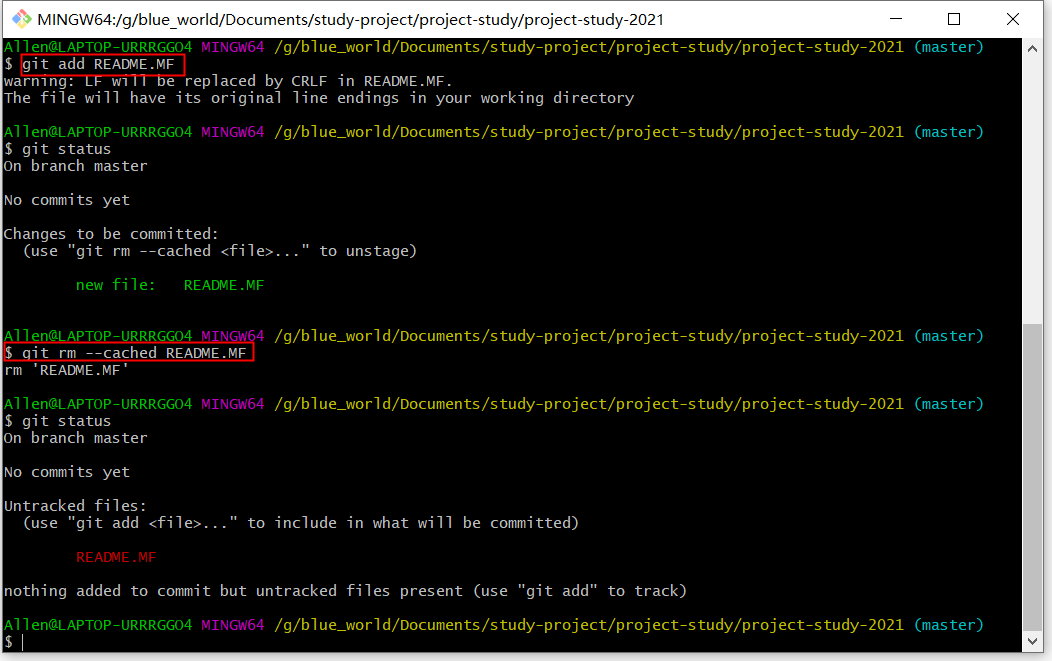 MINGW64:/g/blue_world/Documents/study-project/project-study/project-study-2021
Allen@LAPTOP-URRRGGO4 MINGW64 /g/blue_world/Documents/study-project/project-study/project-study-2021 (master)
$ git add README.MF
warning: LF will be replaced by CRLF in README.MF.
The file will have its original line endings in your working directory
Allen@LAPTOP-URRRGGO4 MINGW64 /g/blue_world/Documents/study-project/project-study/project-study-2021 (master)
$ git status
On branch master
No commits yet
Changes to be committed:
  (use "git rm --cached <file>..." to unstage)
        new file:   README.MF
Allen@LAPTOP-URRRGGO4 MINGW64 /g/blue_world/Documents/study-project/project-study/project-study-2021 (master)
$ git rm --cached README.MF
rm 'README.MF'
Allen@LAPTOP-URRRGGO4 MINGW64 /g/blue_world/Documents/study-project/project-study/project-study-2021 (master)
$ git status
On branch master
No commits yet
Untracked files:
  (use "git add <file>..." to include in what will be committed)
        README.MF
nothing added to commit but untracked files present (use "git add" to track)
Allen@LAPTOP-URRRGGO4 MINGW64 /g/blue_world/Documents/study-project/project-study/project-study-2021 (master)
$